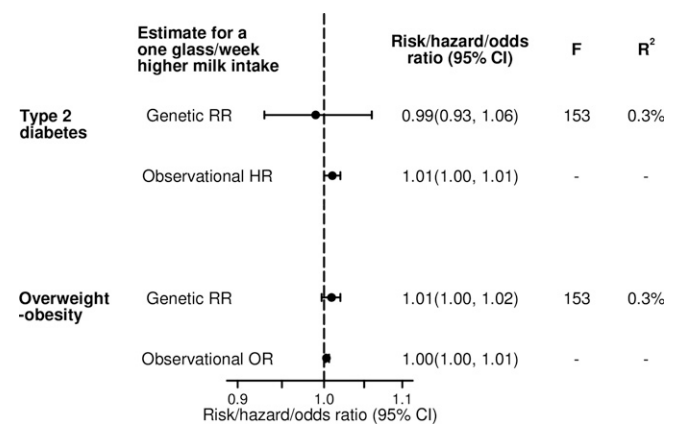 Estimate for a
one glass/week
higher milk intake
Risk/hazard/odds
ratio (95% CI)
F
R²
Type 2
diabetes
Genetic RR
0.99(0.93, 1.06)
153
0.3%
Observational HR
1.01(1.00, 1.01)
-
-
Overweight
-obesity
Genetic RR
1.01(1.00, 1.02)
153
0.3%
Observational OR
1.00(1.00, 1.01)
-
-
0.9
1.0
1.1
Risk/hazard/odds ratio (95% CI)